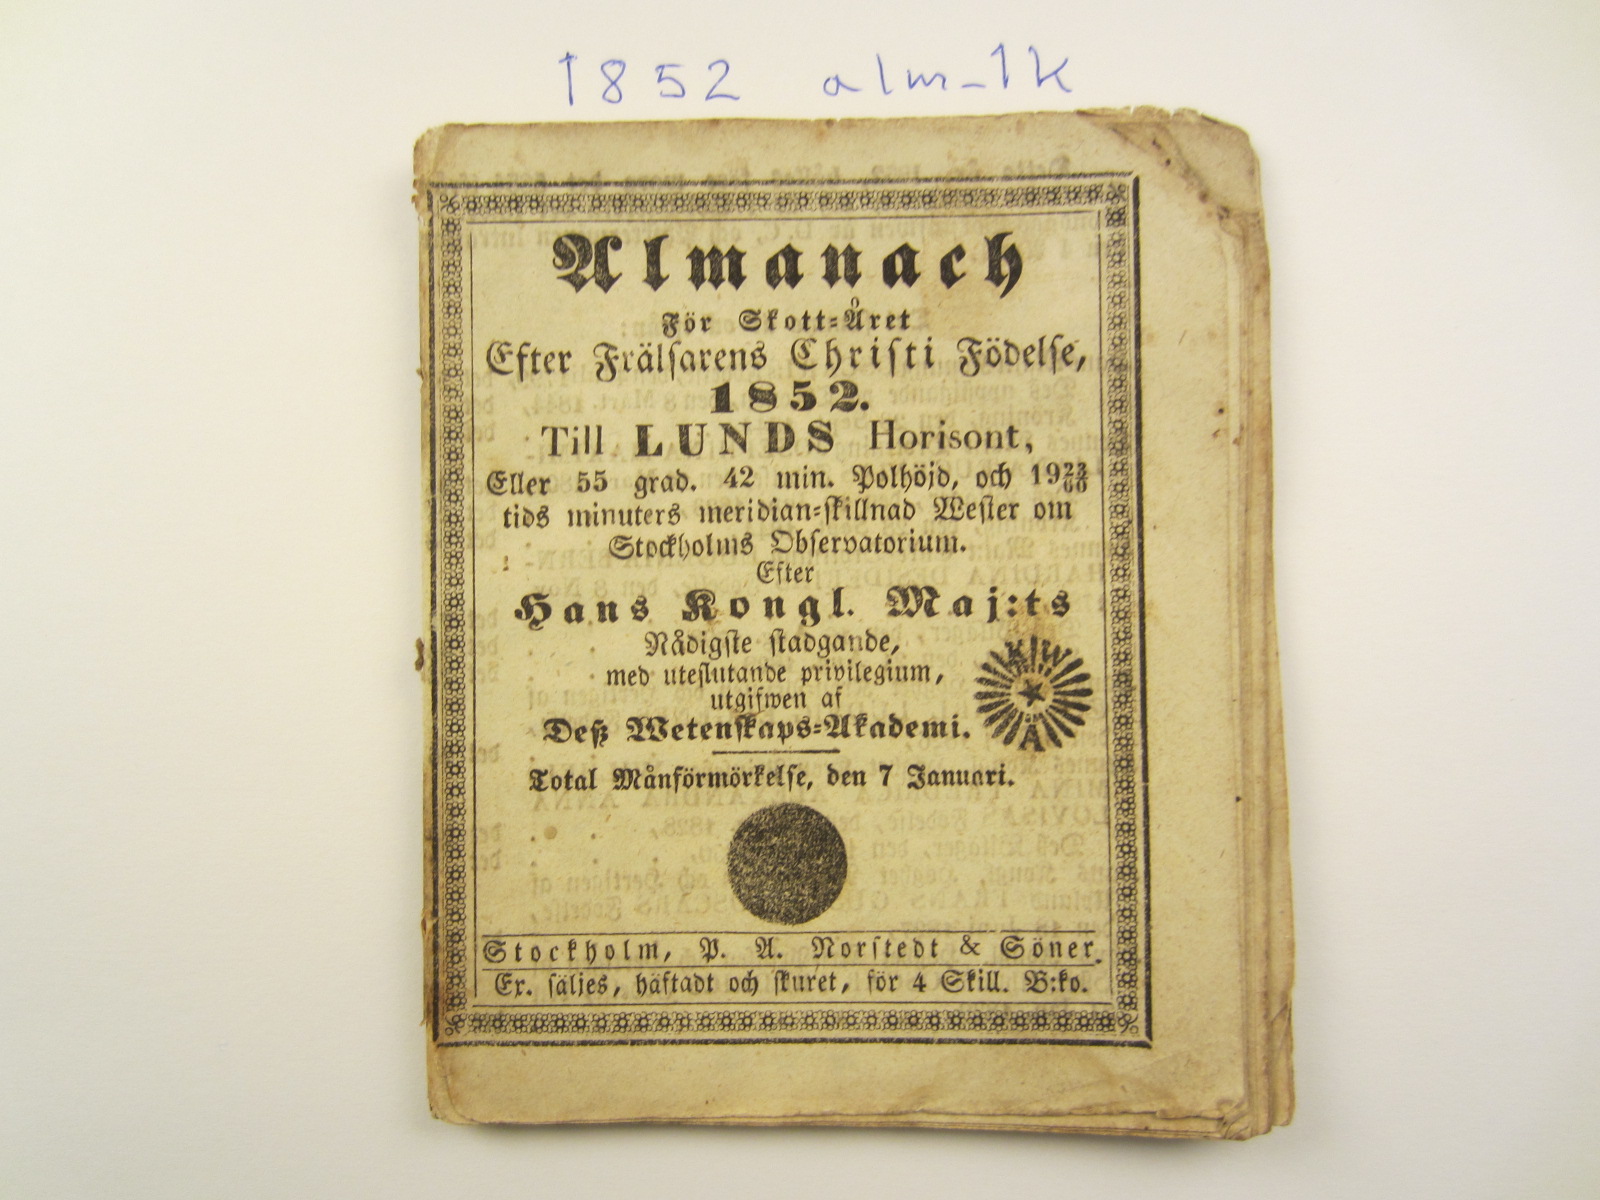 1852 alm-1k
Almanach
För Skott-Året
Efter Frälsarens Christi Födelse,
1852.
Till LUNDS Horisont,
Eller 55 grad. 42 min. Polhöjd, och 19 23/60
tids minuters meridian-skillnad Wester om
Stockholms Observatorium.
Efter
Hans Kongl. Maj:ts
Nådigste stadgande,
med uteslutande privilegium,
utgifwen af
Deß Wetenskaps-Akademi.
K W
A
Total Månförmörkelse, den 7 Januari.
Stockholm, P. A. Norstedt & Söner.
Ex. säljes, häftadt och skuret, för 4 Skill. B:ko.